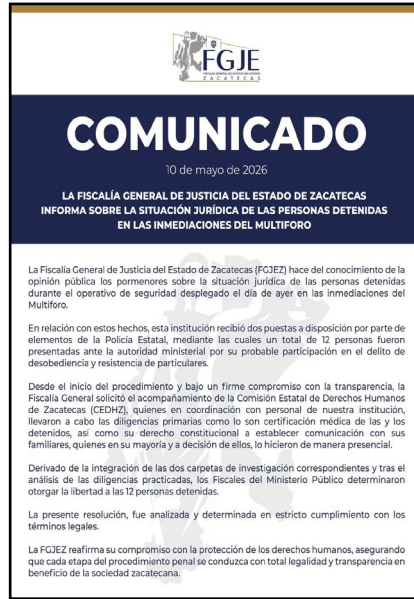 FGJE
FISCALÍA GENERAL DE JUSTICIA DEL ESTADO
ZACATECAS
COMUNICADO
10 de mayo de 2026
LA FISCALÍA GENERAL DE JUSTICIA DEL ESTADO DE ZACATECAS
INFORMA SOBRE LA SITUACIÓN JURÍDICA DE LAS PERSONAS DETENIDAS
EN LAS INMEDIACIONES DEL MULTIFORO
La Fiscalía General de Justicia del Estado de Zacatecas (FGJEZ) hace del conocimiento de la
opinión pública los pormenores sobre la situación jurídica de las personas detenidas
durante el operativo de seguridad desplegado el día de ayer en las inmediaciones del
Multiforo.
En relación con estos hechos, esta institución recibió dos puestas a disposición por parte de
elementos de la Policía Estatal, mediante las cuales un total de 12 personas fueron
presentadas ante la autoridad ministerial por su probable participación en el delito de
desobediencia y resistencia de particulares.
Desde el inicio del procedimiento y bajo un firme compromiso con la transparencia, la
Fiscalía General solicitó el acompañamiento de la Comisión Estatal de Derechos Humanos
de Zacatecas (CEDHZ), quienes en coordinación con personal de nuestra institución,
llevaron a cabo las diligencias primarias como lo son certificación médica de las y los
detenidos, así como su derecho constitucional a establecer comunicación con sus
familiares, quienes en su mayoría y a decisión de ellos, lo hicieron de manera presencial.
Derivado de la integración de las dos carpetas de investigación correspondientes y tras el
análisis de las diligencias practicadas, los Fiscales del Ministerio Público determinaron
otorgar la libertad a las 12 personas detenidas.
La presente resolución, fue analizada y determinada en estricto cumplimiento con los
términos legales.
La FGJEZ reafirma su compromiso con la protección de los derechos humanos, asegurando
que cada etapa del procedimiento penal se conduzca con total legalidad y transparencia en
beneficio de la sociedad zacatecana.